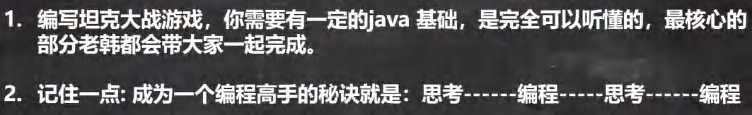 1. 编写坦克大战游戏，你需要有一定的java 基础，是完全可以听懂的，最核心的
部分老韩都会带大家一起完成。
2. 记住一点: 成为一个编程高手的秘诀就是：思考------编程-----思考------编程